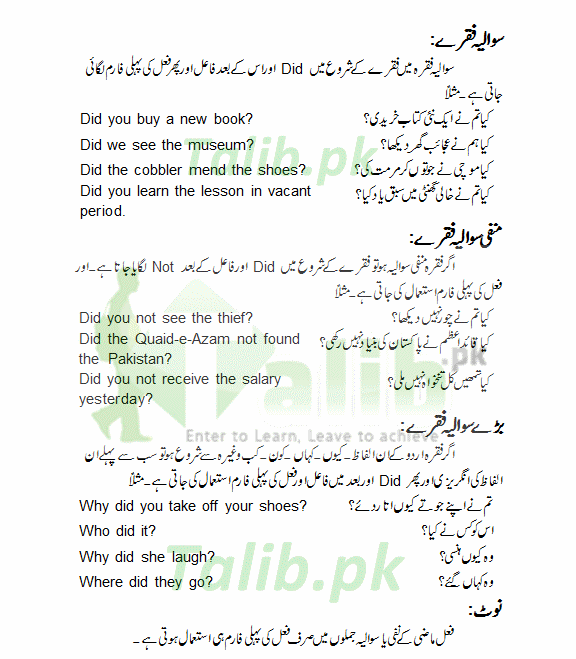 سوالیہ فقرے:
سوالیہ فقرہ میں فقرے کے شروع میں Did اور اس کے بعد فاعل اور پھر فعل کی پہلی فارم لگائی
جاتی ہے۔ مثلاً
Did you buy a new book? کیا تم نے ایک نئی کتاب خریدی؟
Did we see the museum? کیا ہم نے عجائب گھر دیکھا؟
Did the cobbler mend the shoes? کیا موچی نے جوتوں کر مرمت کی؟
Did you learn the lesson in vacant کیا تم نے خالی گھنٹی میں سبق یاد کیا؟
period.
منفی سوالیہ فقرے:
اگر فقرہ منفی سوالیہ ہو تو فقرے کے شروع میں Did اور فاعل کے بعد Not لگایا جاتا ہے۔ اور
فعل کی پہلی فارم استعمال کی جاتی ہے۔ مثلاً
Did you not see the thief? کیا تم نے چور نہیں دیکھا؟
Did the Quaid-e-Azam not found کیا قائد اعظم نے پاکستان کی بنیاد نہیں رکھی؟
the Pakistan?
Did you not receive the salary کیا تمھیں کل تنخواہ نہیں ملی؟
yesterday?
بڑے سوالیہ فقرے:
اگر فقرہ اردو کے ان الفاظ۔ کیوں۔ کہاں۔ کون۔ کب وغیرہ سے شروع ہو تو سب سے پہلے ان
الفاظ کی انگریزی اور پھر Did اور بعد میں فاعل اور فعل کی پہلی فارم استعمال کی جاتی ہے۔ مثلاً
Why did you take off your shoes? تم نے اپنے جوتے کیوں اتار دئے؟
Who did it? اس کو کس نے کیا؟
Why did she laugh? وہ کیوں ہنسی؟
Where did they go? وہ کہاں گئے؟
نوٹ:
فعل ماضی کے نفی یا سوالیہ جملوں میں صرف فعل کی پہلی فارم ہی استعمال ہوتی ہے۔
Talib.pk
Talib.pk
Enter to Learn, Leave to achieve
Talib.pk